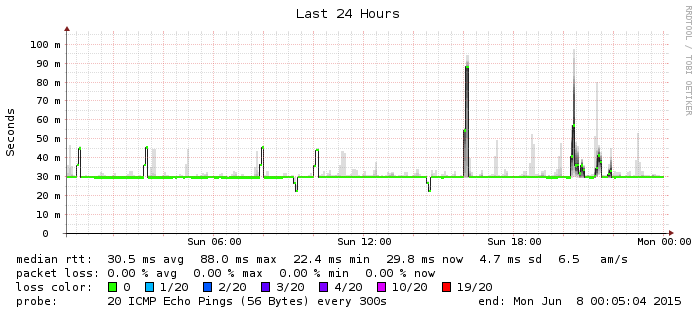 Last 24 Hours
RRDTOOL / TOBI OETIKER
Seconds
100 m
90 m
80 m
70 m
60 m
50 m
40 m
30 m
20 m
10 m
0
Sun 06:00 Sun 12:00 Sun 18:00 Mon 00:00
median rtt: 30.5 ms avg 88.0 ms max 22.4 ms min 29.8 ms now 4.7 ms sd 6.5 am/s
packet loss: 0.00 % avg 0.00 % max 0.00 % min 0.00 % now
loss color: 0 1/20 2/20 3/20 4/20 10/20 19/20
probe: 20 ICMP Echo Pings (56 Bytes) every 300s end: Mon Jun 8 00:05:04 2015